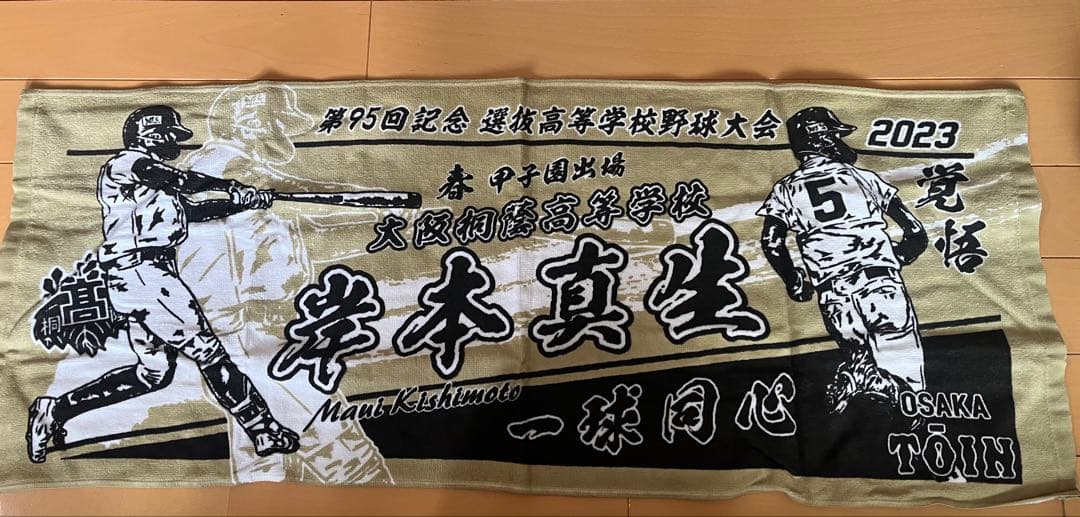 第95回記念 選抜高等学校野球大会
2023
春 甲子園出場
大阪桐蔭高等学校
岸本真生
Maui Kishimoto
一球同心
覚悟
5
桐高
OSAKA
TŌIN